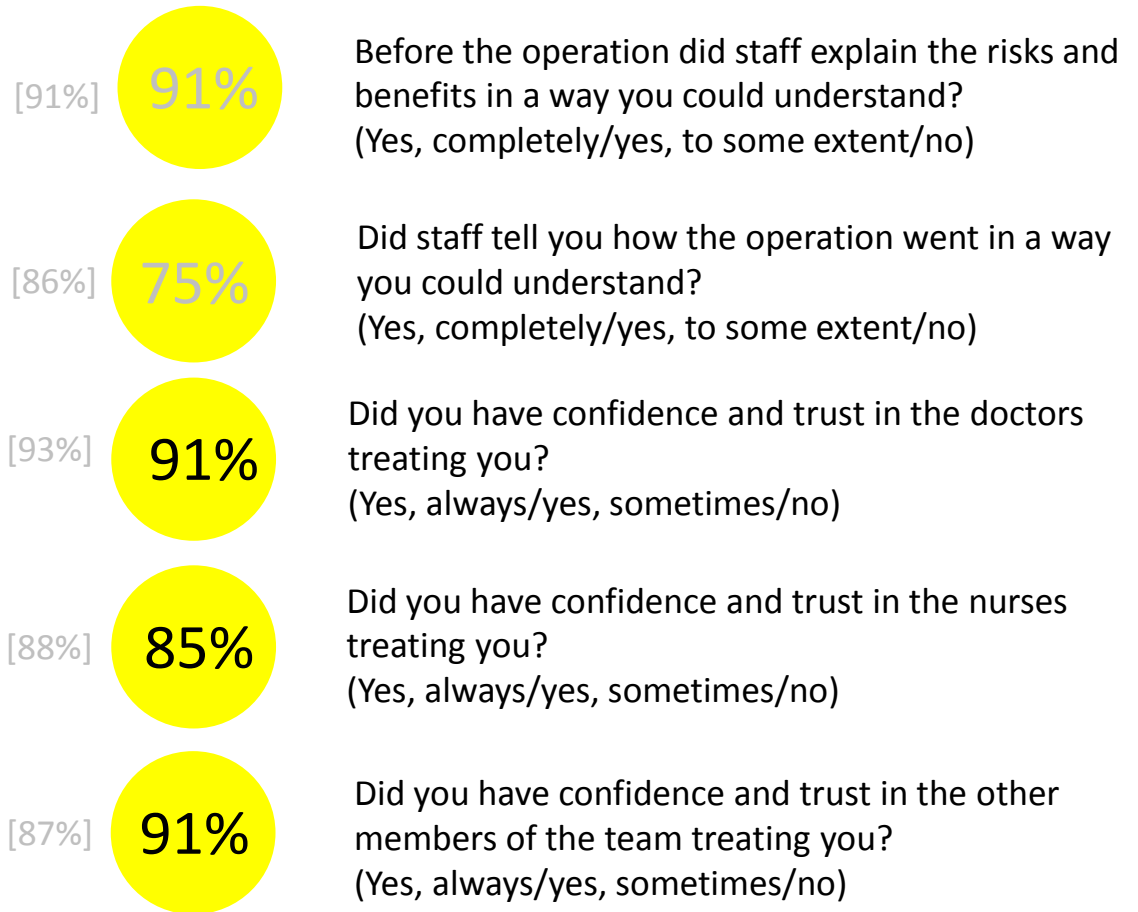 [91%] 91% Before the operation did staff explain the risks and
benefits in a way you could understand?
(Yes, completely/yes, to some extent/no)
[86%] 75% Did staff tell you how the operation went in a way
you could understand?
(Yes, completely/yes, to some extent/no)
[93%] 91% Did you have confidence and trust in the doctors
treating you?
(Yes, always/yes, sometimes/no)
[88%] 85% Did you have confidence and trust in the nurses
treating you?
(Yes, always/yes, sometimes/no)
[87%] 91% Did you have confidence and trust in the other
members of the team treating you?
(Yes, always/yes, sometimes/no)